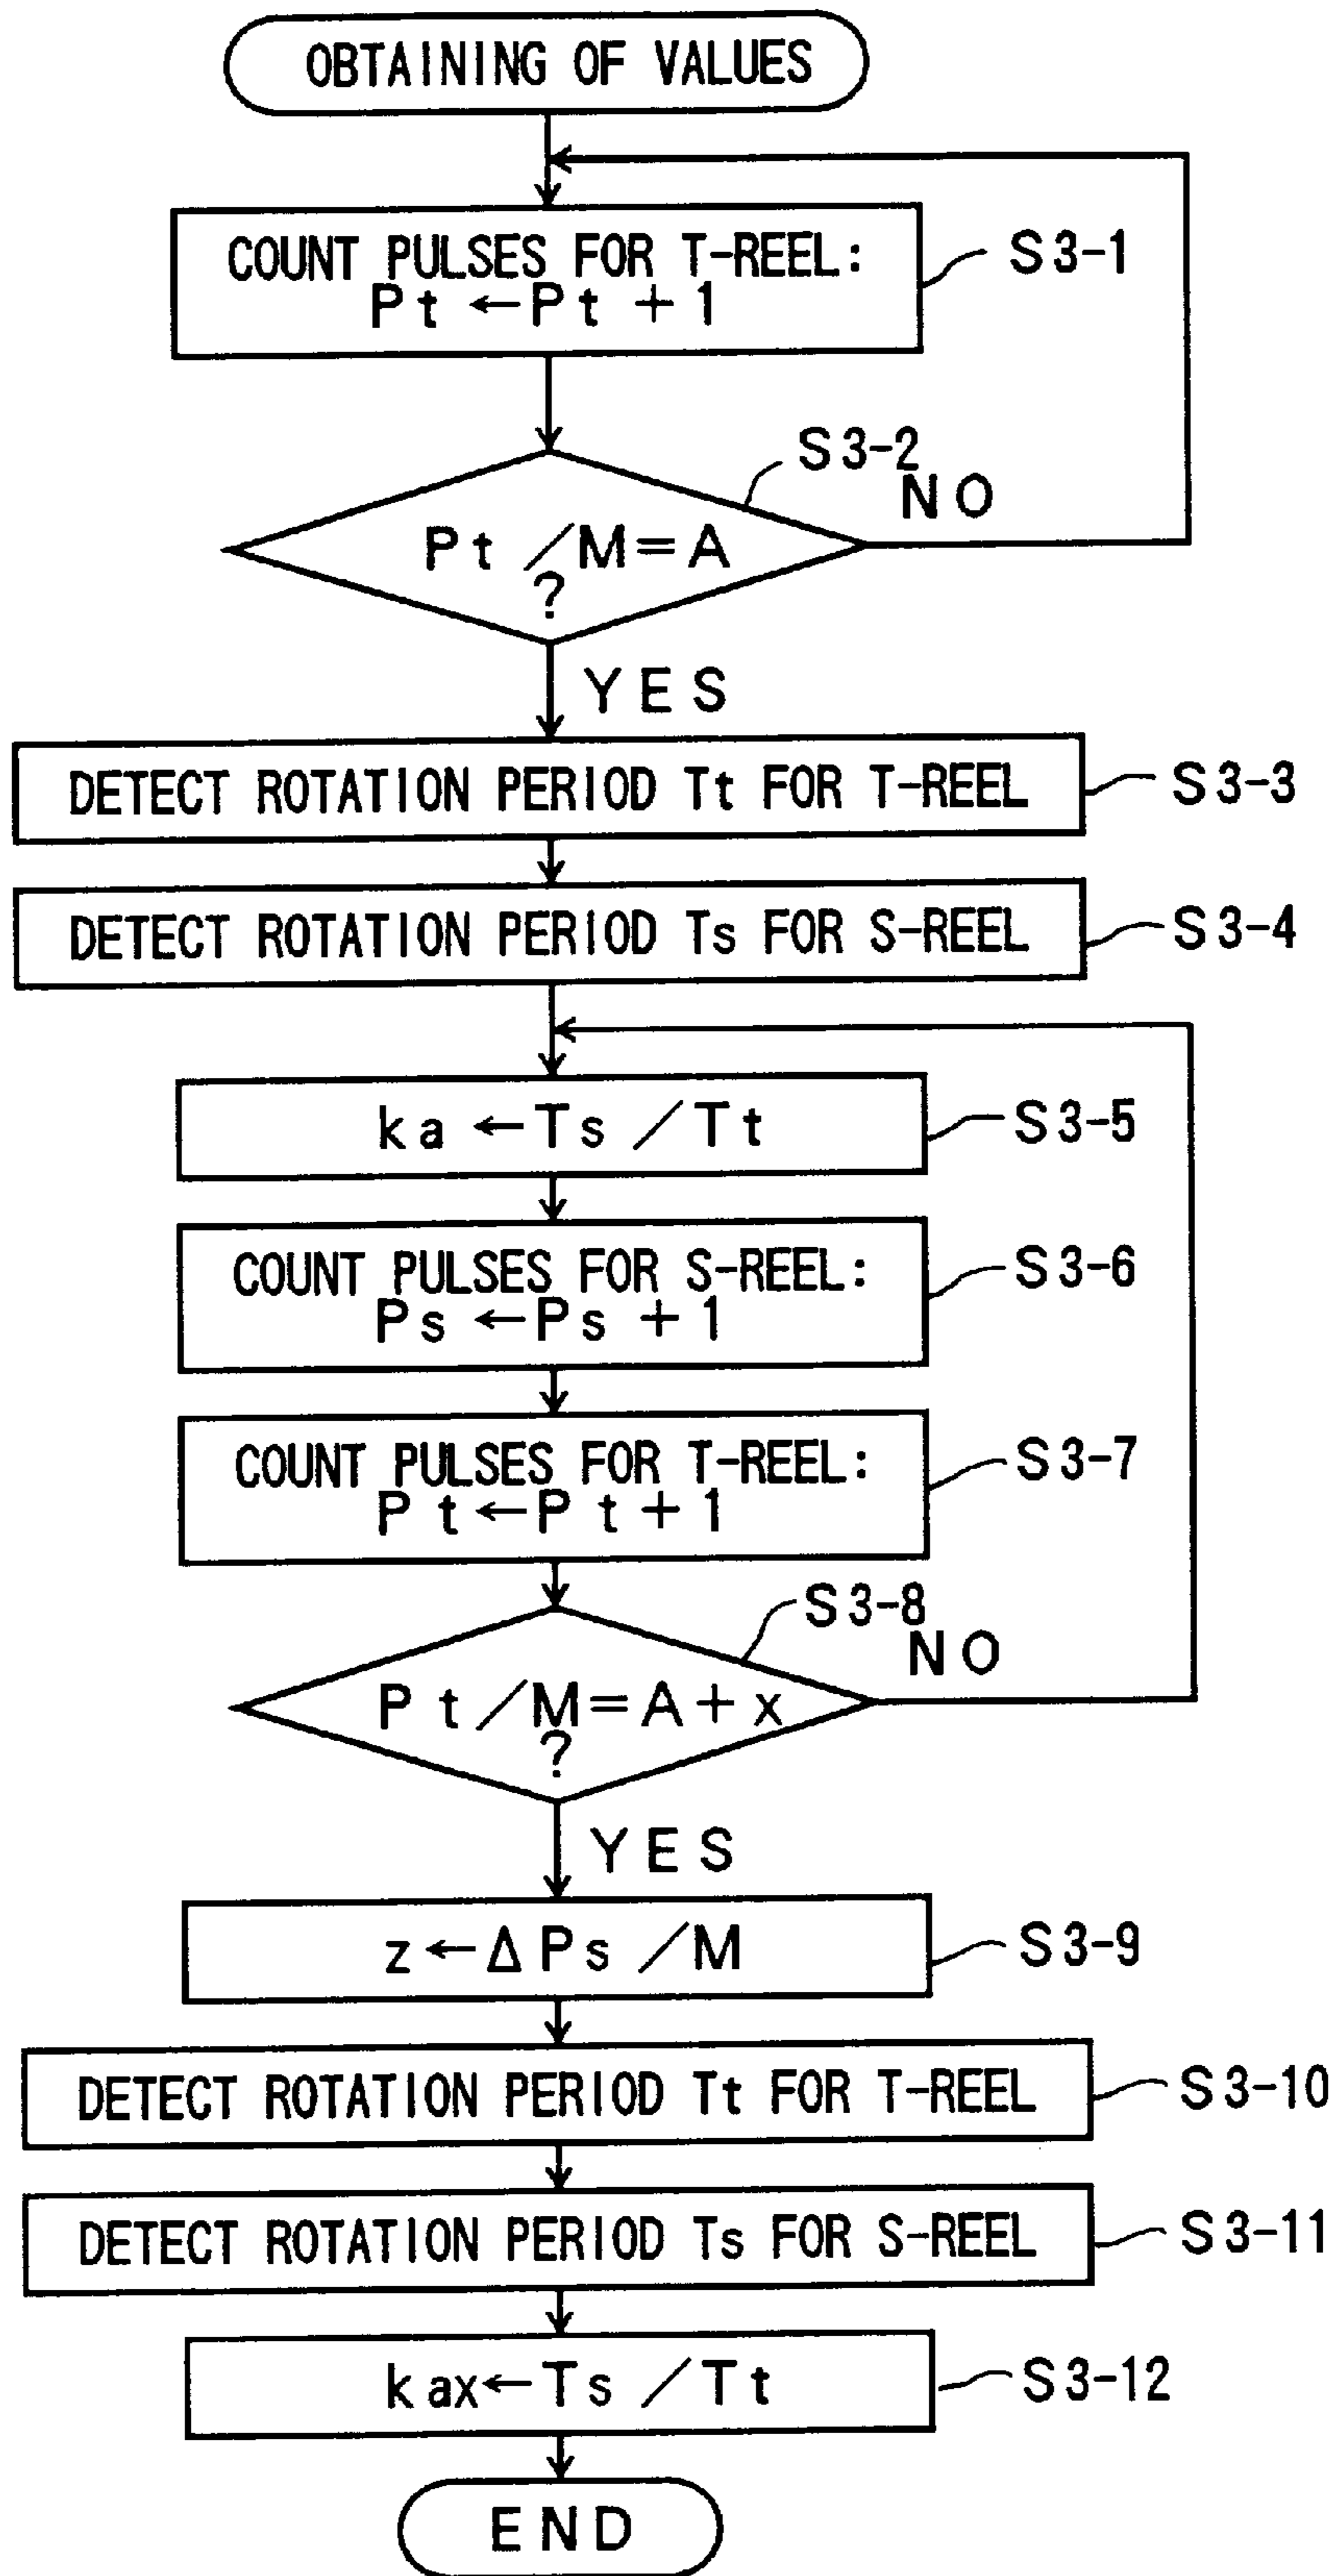 OBTAINING OF VALUES
COUNT PULSES FOR T-REEL:
Pt ←Pt +1
S3-1
S3-2
NO
Pt /M=A
?
YES
DETECT ROTATION PERIOD Tt FOR T-REEL
S3-3
DETECT ROTATION PERIOD Ts FOR S-REEL
S3-4
ka ←Ts /Tt
S3-5
COUNT PULSES FOR S-REEL:
Ps ←Ps +1
S3-6
COUNT PULSES FOR T-REEL:
Pt ←Pt +1
S3-7
S3-8
NO
Pt /M=A+x
?
YES
z←Δ Ps /M
S3-9
DETECT ROTATION PERIOD Tt FOR T-REEL
S3-10
DETECT ROTATION PERIOD Ts FOR S-REEL
S3-11
kax←Ts /Tt
S3-12
END